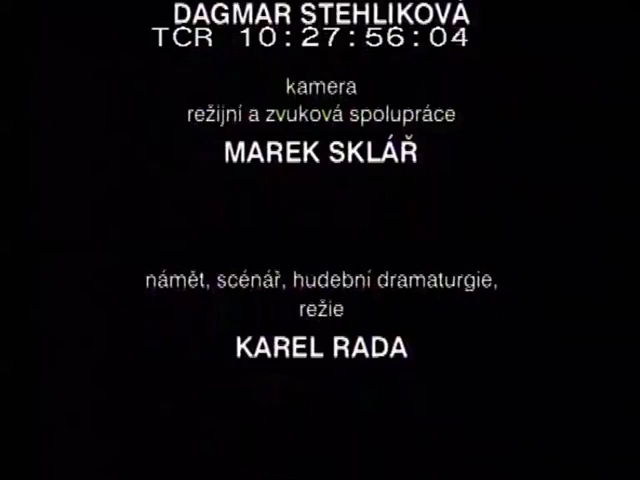 DAGMAR STEHLIKOVÁ
TCR 10:27:56:04
kamera
režijní a zvuková spolupráce
MAREK SKLÁŘ
námět, scénář, hudební dramaturgie,
režie
KAREL RADA